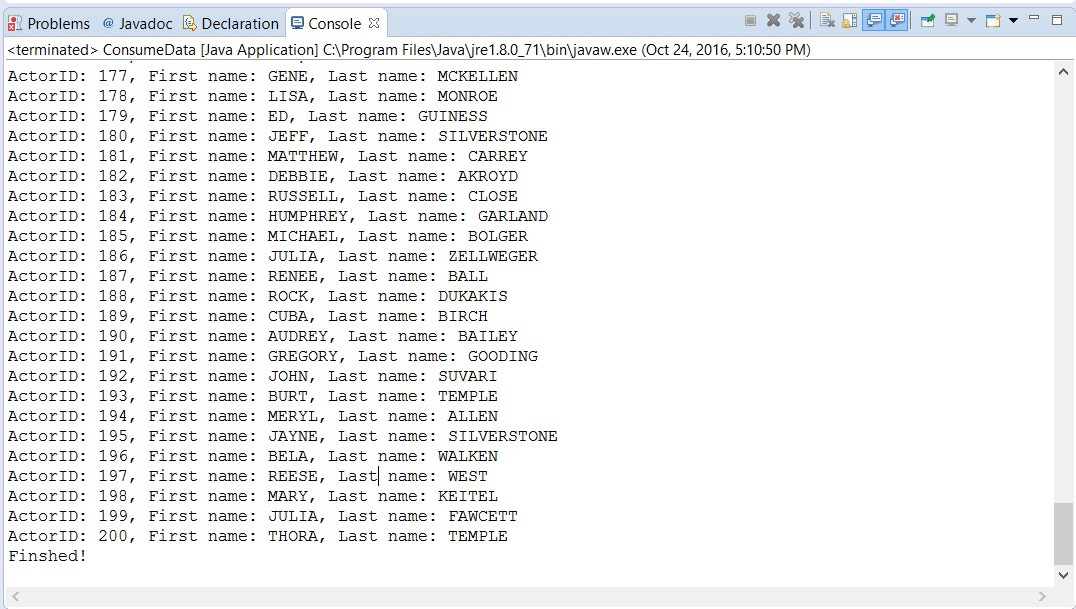 Problems @ Javadoc Declaration Console
<terminated> ConsumeData [Java Application] C:\Program Files\Java\jre1.8.0_71\bin\javaw.exe (Oct 24, 2016, 5:10:50 PM)
ActorID: 177, First name: GENE, Last name: MCKELLEN
ActorID: 178, First name: LISA, Last name: MONROE
ActorID: 179, First name: ED, Last name: GUINESS
ActorID: 180, First name: JEFF, Last name: SILVERSTONE
ActorID: 181, First name: MATTHEW, Last name: CARREY
ActorID: 182, First name: DEBBIE, Last name: AKROYD
ActorID: 183, First name: RUSSELL, Last name: CLOSE
ActorID: 184, First name: HUMPHREY, Last name: GARLAND
ActorID: 185, First name: MICHAEL, Last name: BOLGER
ActorID: 186, First name: JULIA, Last name: ZELLWEGER
ActorID: 187, First name: RENEE, Last name: BALL
ActorID: 188, First name: ROCK, Last name: DUKAKIS
ActorID: 189, First name: CUBA, Last name: BIRCH
ActorID: 190, First name: AUDREY, Last name: BAILEY
ActorID: 191, First name: GREGORY, Last name: GOODING
ActorID: 192, First name: JOHN, Last name: SUVARI
ActorID: 193, First name: BURT, Last name: TEMPLE
ActorID: 194, First name: MERYL, Last name: ALLEN
ActorID: 195, First name: JAYNE, Last name: SILVERSTONE
ActorID: 196, First name: BELA, Last name: WALKEN
ActorID: 197, First name: REESE, Last name: WEST
ActorID: 198, First name: MARY, Last name: KEITEL
ActorID: 199, First name: JULIA, Last name: FAWCETT
ActorID: 200, First name: THORA, Last name: TEMPLE
Finshed!